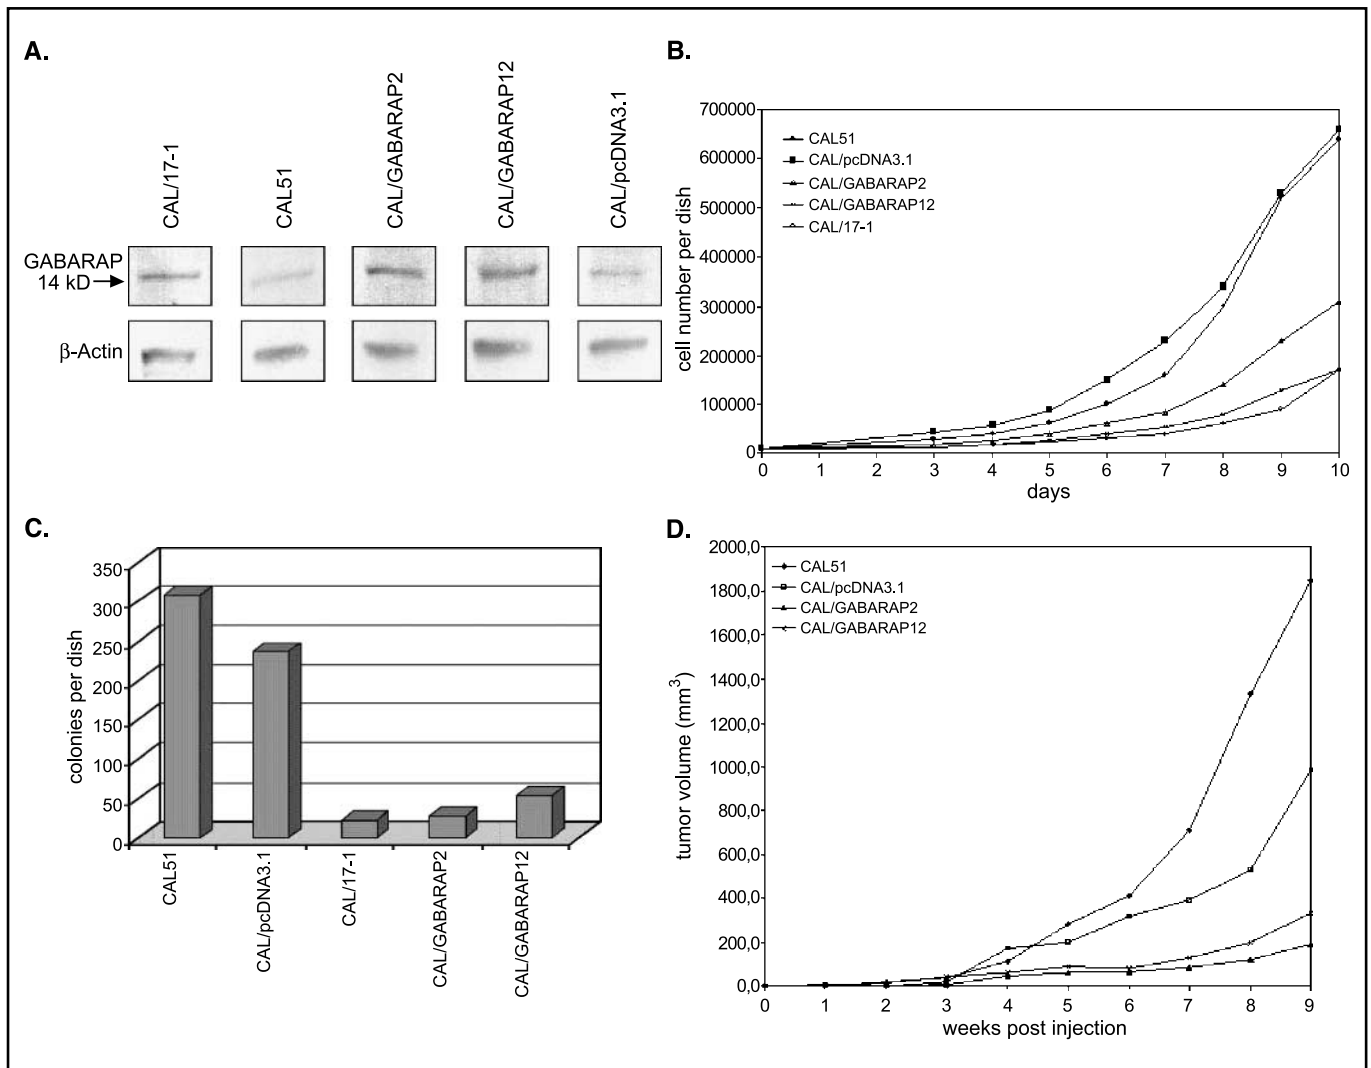 A.
CAL/17-1
CAL51
CAL/GABARAP2
CAL/GABARAP12
CAL/pcDNA3.1
GABARAP
14 kD
β-Actin
B.
700000
600000
500000
400000
300000
200000
100000
0
cell number per dish
CAL51
CAL/pcDNA3.1
CAL/GABARAP2
CAL/GABARAP12
CAL/17-1
0 1 2 3 4 5 6 7 8 9 10
days
C.
350
300
250
200
150
100
50
0
colonies per dish
CAL51
CAL/pcDNA3.1
CAL/17-1
CAL/GABARAP2
CAL/GABARAP12
D.
2000,0
1800,0
1600,0
1400,0
1200,0
1000,0
800,0
600,0
400,0
200,0
0,0
tumor volume (mm³)
CAL51
CAL/pcDNA3.1
CAL/GABARAP2
CAL/GABARAP12
0 1 2 3 4 5 6 7 8 9
weeks post injection